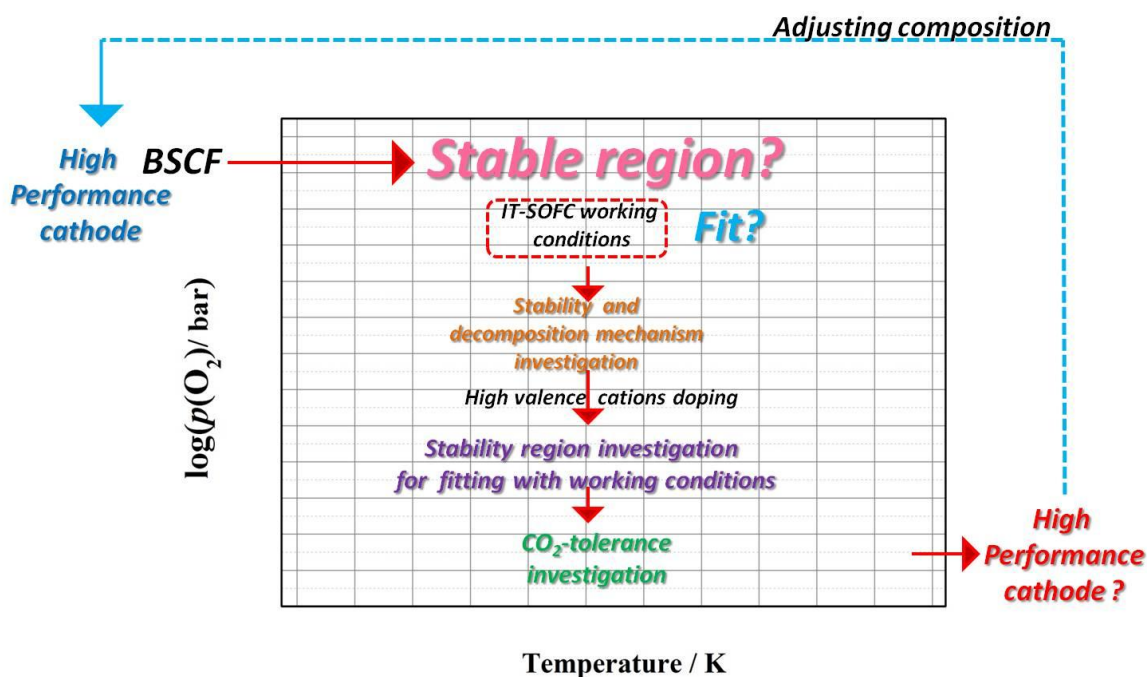 Adjusting composition
High
Performance
cathode
BSCF
Stable region?
IT-SOFC working
conditions
Fit?
Stability and
decomposition mechanism
investigation
High valence cations doping
Stability region investigation
for fitting with working conditions
CO₂-tolerance
investigation
High
Performance
cathode ?
log(p(O₂)/ bar)
Temperature / K